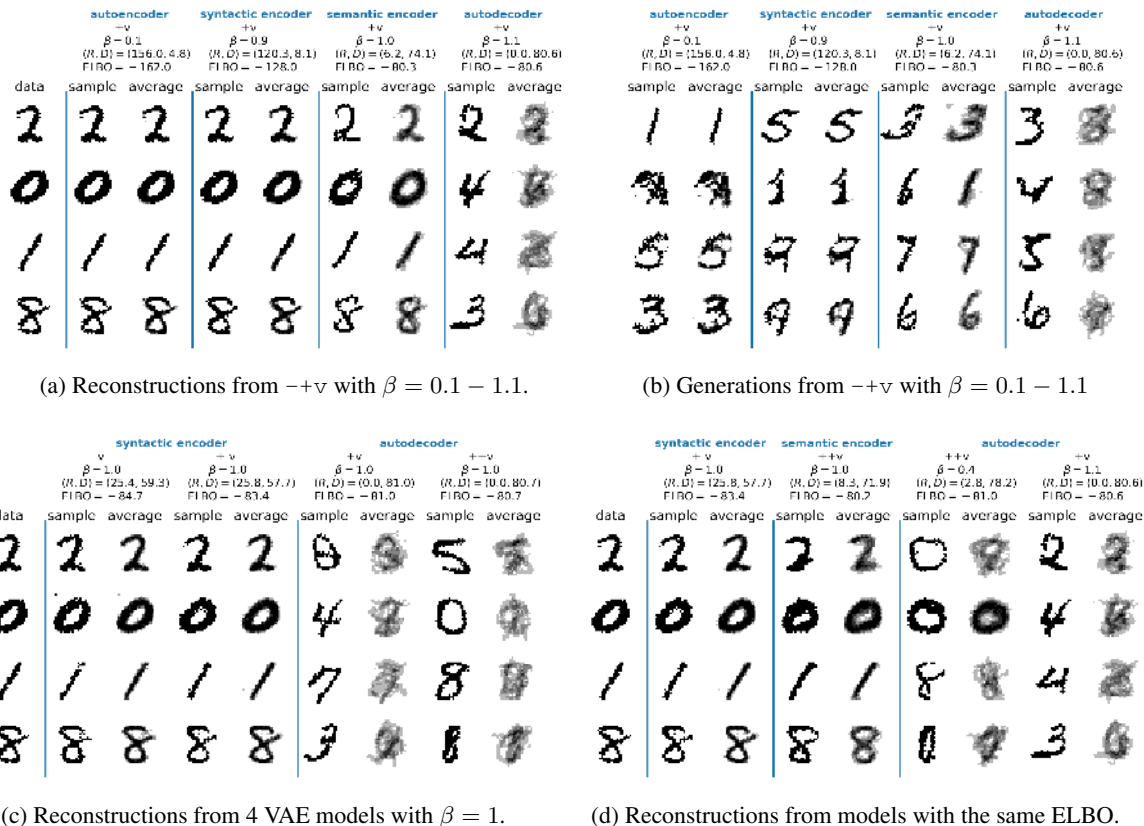 autoencoder syntactic encoder semantic encoder autodecoder
+v +v +v +v
β−0.1 β−0.9 β−1.0 β−1.1
(R, D) = (156.0, 4.8) (R, D) = (120.3, 8.1) (R, D) = (6.2, 74.1) (R, D) = (0.0, 80.6)
ELBO = −162.0 ELBO = −128.0 ELBO = −80.3 ELBO = −80.6
data sample average sample average sample average sample average
(a) Reconstructions from -+v with β = 0.1 − 1.1.
autoencoder syntactic encoder semantic encoder autodecoder
+v +v +v +v
β−0.1 β−0.9 β−1.0 β−1.1
(R, D) = (156.0, 4.8) (R, D) = (120.3, 8.1) (R, D) = (6.2, 74.1) (R, D) = (0.0, 80.6)
ELBO = −162.0 ELBO = −128.0 ELBO = −80.3 ELBO = −80.6
sample average sample average sample average sample average
(b) Generations from -+v with β = 0.1 − 1.1
syntactic encoder autodecoder
v +v +v ++v
β−1.0 β−1.0 β−1.0 β−1.0
(R, D) = (25.4, 59.3) (R, D) = (25.8, 57.7) (R, D) = (0.0, 81.0) (R, D) = (0.0, 80.7)
ELBO = −84.7 ELBO = −83.4 ELBO = −81.0 ELBO = −80.7
data sample average sample average sample average sample average
(c) Reconstructions from 4 VAE models with β = 1.
syntactic encoder semantic encoder autodecoder
+v ++v ++v +v
β−1.0 β−1.0 β−0.4 β−1.1
(R, D) = (25.8, 57.7) (R, D) = (8.3, 71.9) (R, D) = (2.8, 78.2) (R, D) = (0.0, 80.6)
ELBO = −83.4 ELBO = −80.2 ELBO = −81.0 ELBO = −80.6
data sample average sample average sample average sample average
(d) Reconstructions from models with the same ELBO.